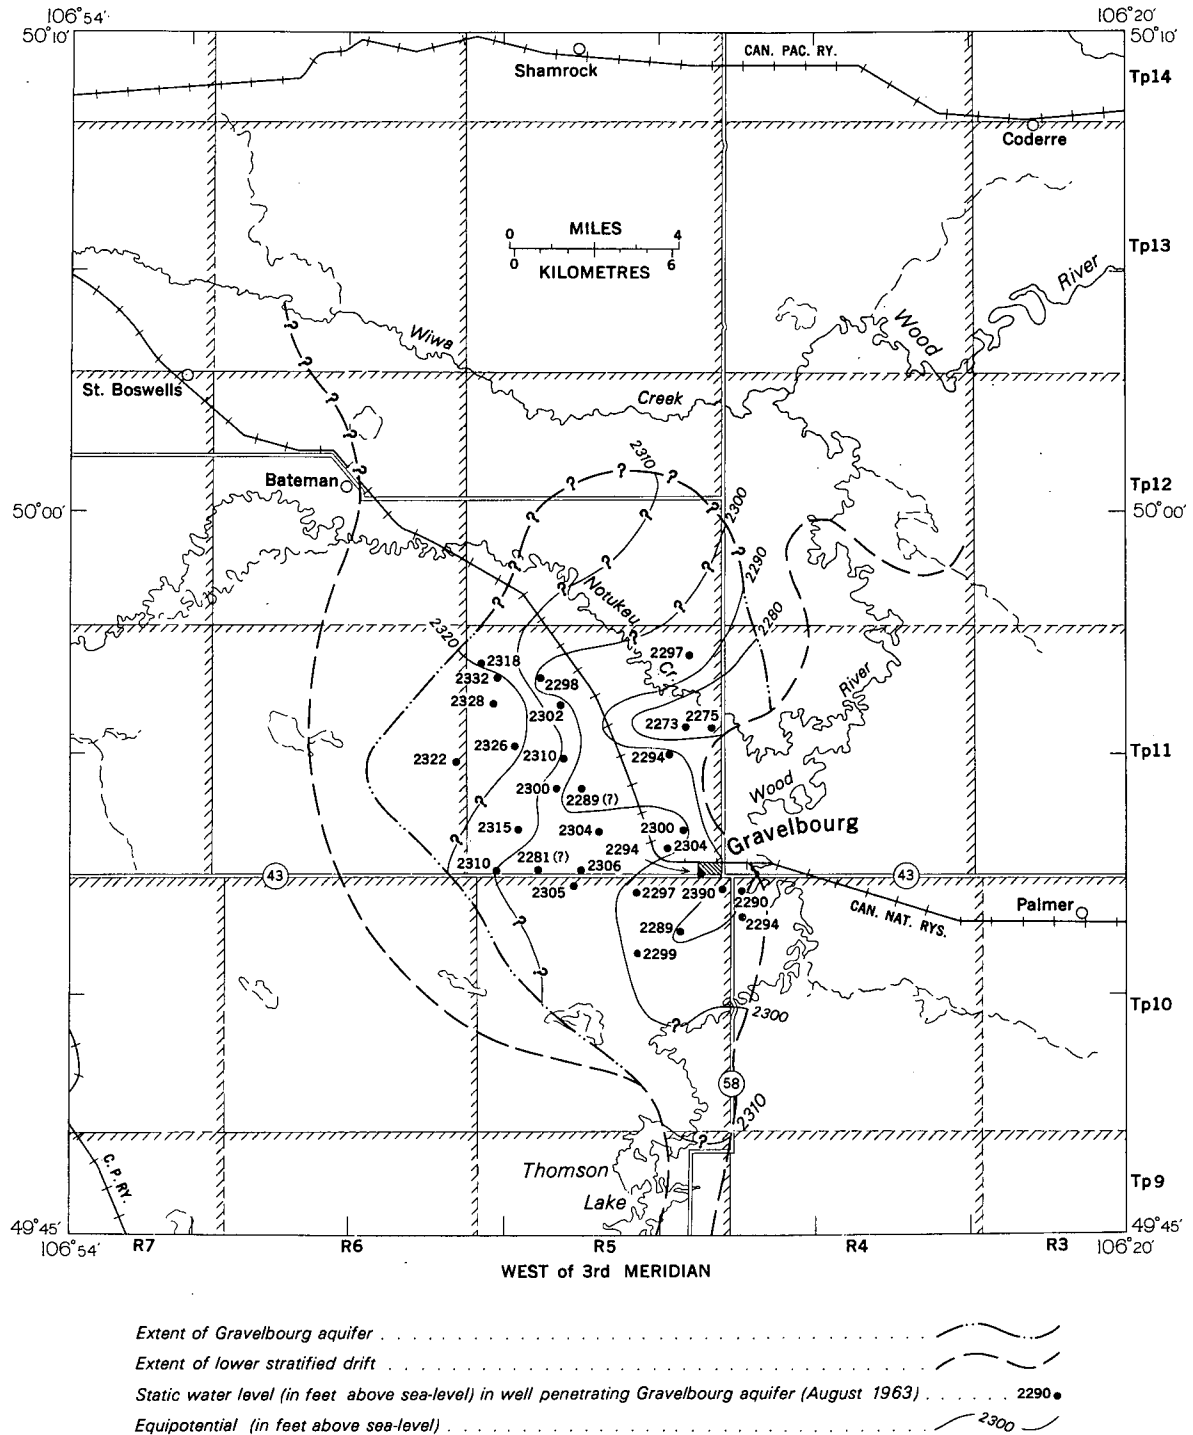 106°54' 106°20'
50°10' 50°10'
CAN. PAC. RY.
Shamrock
Tp14
Coderre
0 MILES 4
0 KILOMETRES 6
Tp13
River
Wood
Wiwa
St. Boswells
Creek
2310
Bateman
Tp12
2300
50°00' 50°00'
2290
Notukeu
2280
2320
2297
Cr.
2318
2332
2298
River
2328
2302
2273 2275
2326
2310
2294
Tp11
2322
2300
2289 (?)
Wood
2315
2304
2300
Gravelbourg
2294 2304
2310
2281 (?)
2306
43
43
2305
2297
2390
2290
Palmer
CAN. NAT. RYS.
2289
2294
2299
Tp10
2300
58
2310
C.P.RY.
Thomson
Lake
Tp9
49°45' 49°45'
106°54' R7 R6 R5 R4 R3 106°20'
WEST of 3rd MERIDIAN
Extent of Gravelbourg aquifer
Extent of lower stratified drift
Static water level (in feet above sea-level) in well penetrating Gravelbourg aquifer (August 1963) . . . . . . 2290
Equipotential (in feet above sea-level) 2300